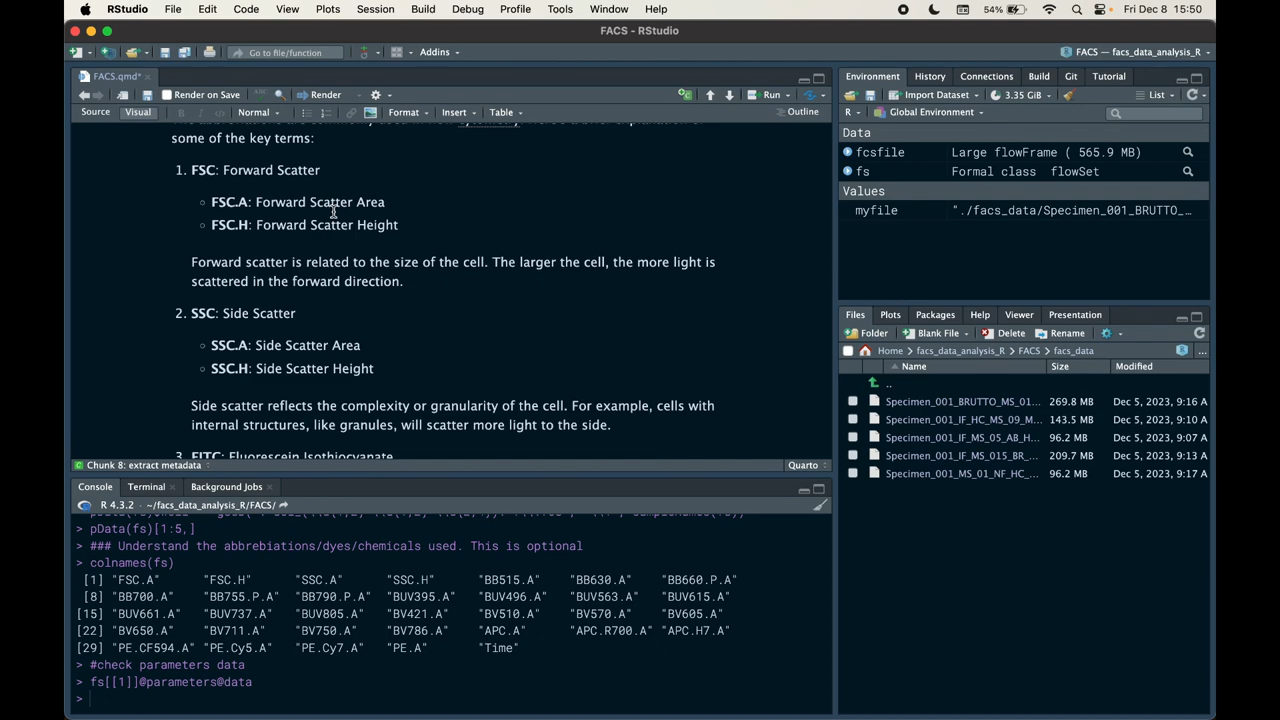 RStudio File Edit Code View Plots Session Build Debug Profile Tools Window Help 54% Fri Dec 8 15:50
FACS - RStudio
Go to file/function Addins FACS — facs_data_analysis_R
FACS.qmd*
Render on Save ABC Render Run
Source Visual B I Normal Format Insert Table Outline
some of the key terms:
1. FSC: Forward Scatter
FSC.A: Forward Scatter Area
FSC.H: Forward Scatter Height
Forward scatter is related to the size of the cell. The larger the cell, the more light is
scattered in the forward direction.
2. SSC: Side Scatter
SSC.A: Side Scatter Area
SSC.H: Side Scatter Height
Side scatter reflects the complexity or granularity of the cell. For example, cells with
internal structures, like granules, will scatter more light to the side.
3. FITC: Fluorescein Isothiocyanate
Chunk 8: extract metadata Quarto
Console Terminal Background Jobs
R 4.3.2 · ~/facs_data_analysis_R/FACS/
> pData(fs)[1:5,]
> ### Understand the abbrebiations/dyes/chemicals used. This is optional
> colnames(fs)
[1] "FSC.A" "FSC.H" "SSC.A" "SSC.H" "BB515.A" "BB630.A" "BB660.P.A"
[8] "BB700.A" "BB755.P.A" "BB790.P.A" "BUV395.A" "BUV496.A" "BUV563.A" "BUV615.A"
[15] "BUV661.A" "BUV737.A" "BUV805.A" "BV421.A" "BV510.A" "BV570.A" "BV605.A"
[22] "BV650.A" "BV711.A" "BV750.A" "BV786.A" "APC.A" "APC.R700.A" "APC.H7.A"
[29] "PE.CF594.A" "PE.Cy5.A" "PE.Cy7.A" "PE.A" "Time"
> #check parameters data
> fs[[1]]@parameters@data
>
Environment History Connections Build Git Tutorial
Import Dataset 3.35 GiB List
R Global Environment
Data
fcsfile Large flowFrame ( 565.9 MB)
fs Formal class flowSet
Values
myfile "./facs_data/Specimen_001_BRUTTO_…
Files Plots Packages Help Viewer Presentation
Folder Blank File Delete Rename
Home > facs_data_analysis_R > FACS > facs_data ...
Name Size Modified
..
Specimen_001_BRUTTO_MS_01... 269.8 MB Dec 5, 2023, 9:16 A
Specimen_001_IF_HC_MS_09_M... 143.5 MB Dec 5, 2023, 9:10 A
Specimen_001_IF_MS_05_AB_H... 96.2 MB Dec 5, 2023, 9:07 A
Specimen_001_IF_MS_015_BR_... 209.7 MB Dec 5, 2023, 9:13 A
Specimen_001_MS_01_NF_HC_... 96.2 MB Dec 5, 2023, 9:17 A